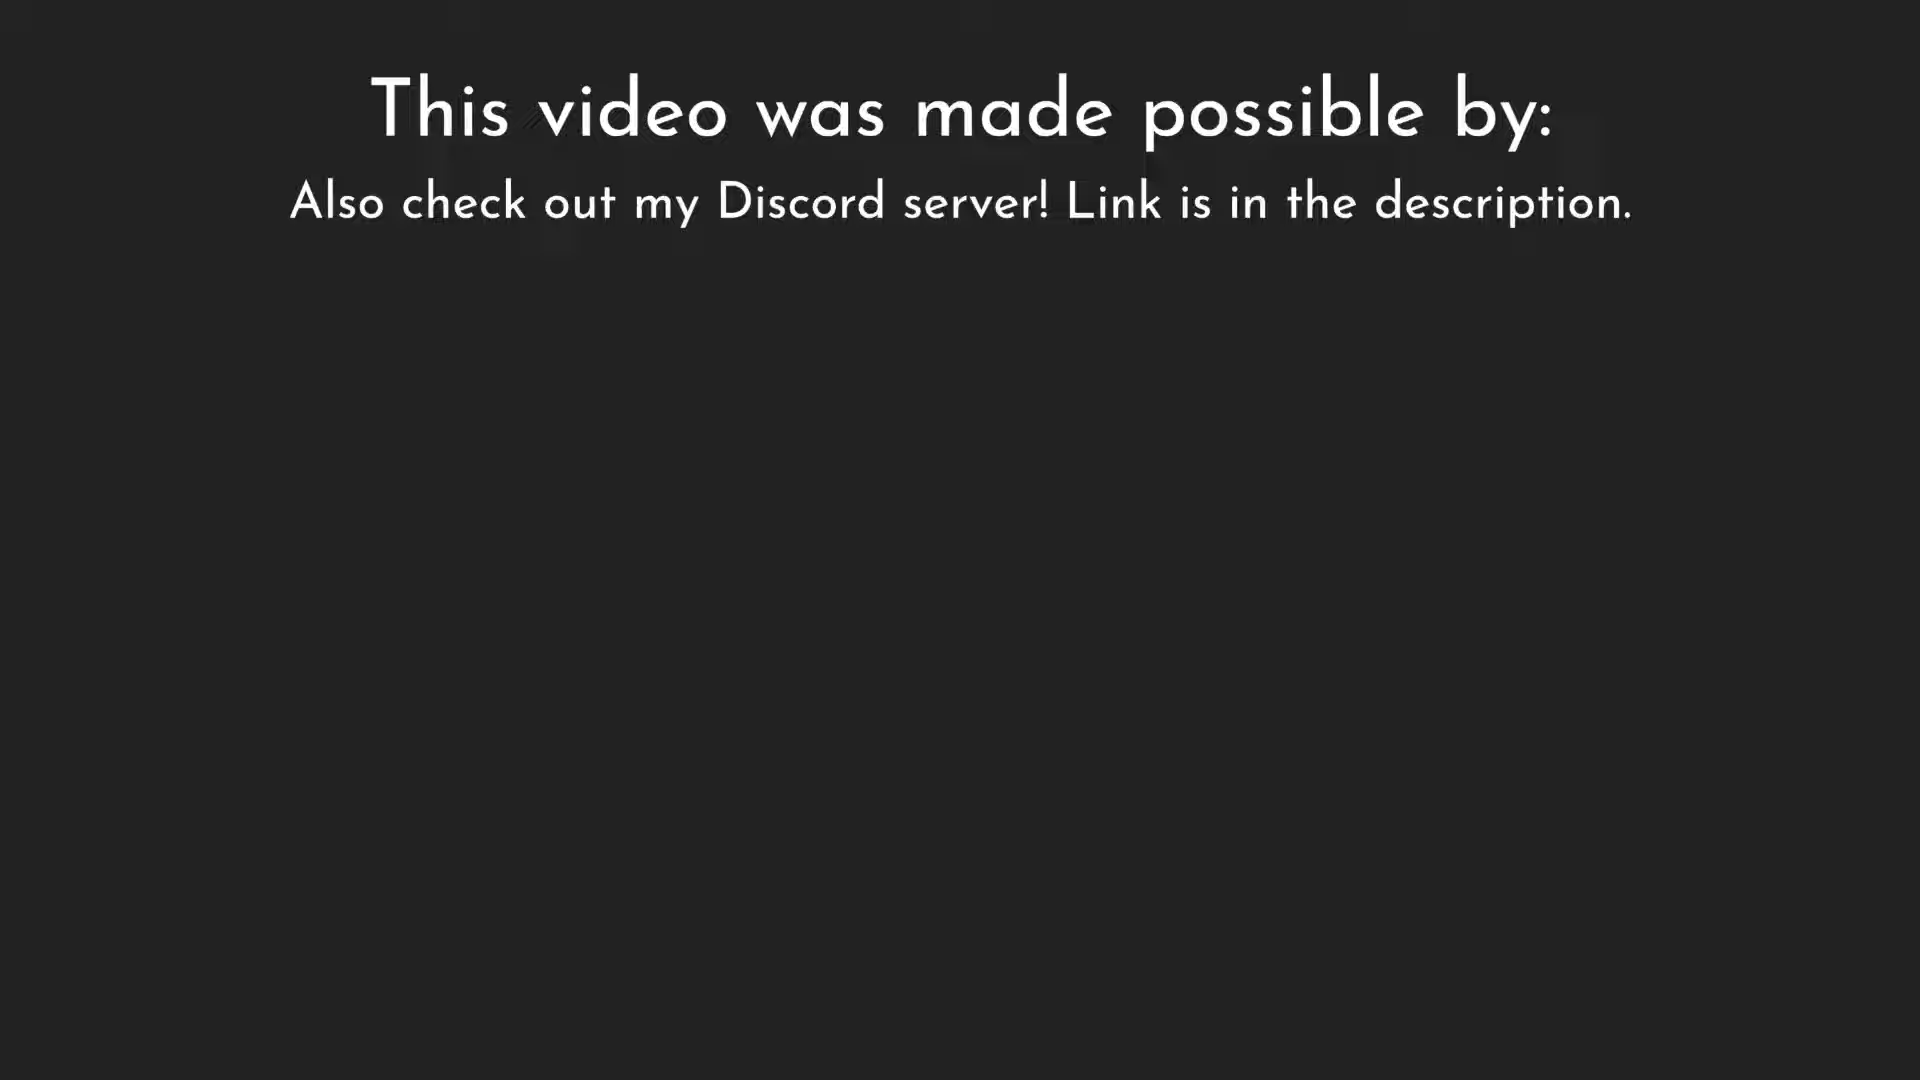 This video was made possible by:
Also check out my Discord server! Link is in the description.